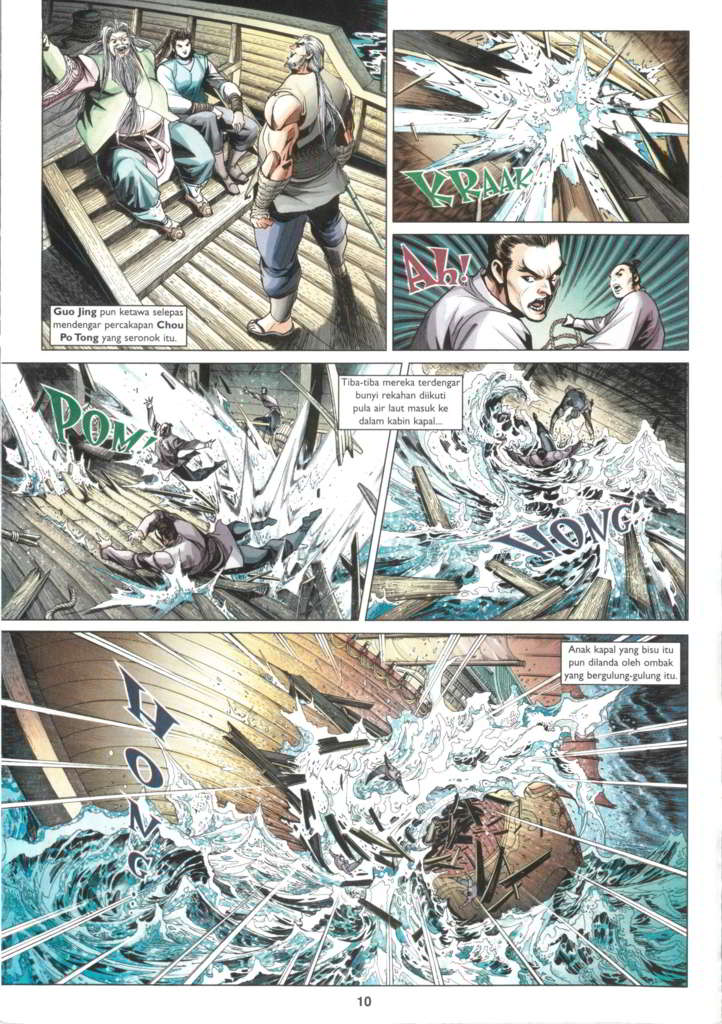 Guo Jing pun ketawa selepas
mendengar percakapan Chou
Po Tong yang seronok itu.
KRAAK
Ah!
POM!
Tiba-tiba mereka terdengar
bunyi rekahan diikuti
pula air laut masuk ke
dalam kabin kapal...
HONG
Anak kapal yang bisu itu
pun dilanda oleh ombak
yang bergulung-gulung itu.
HONG...
10